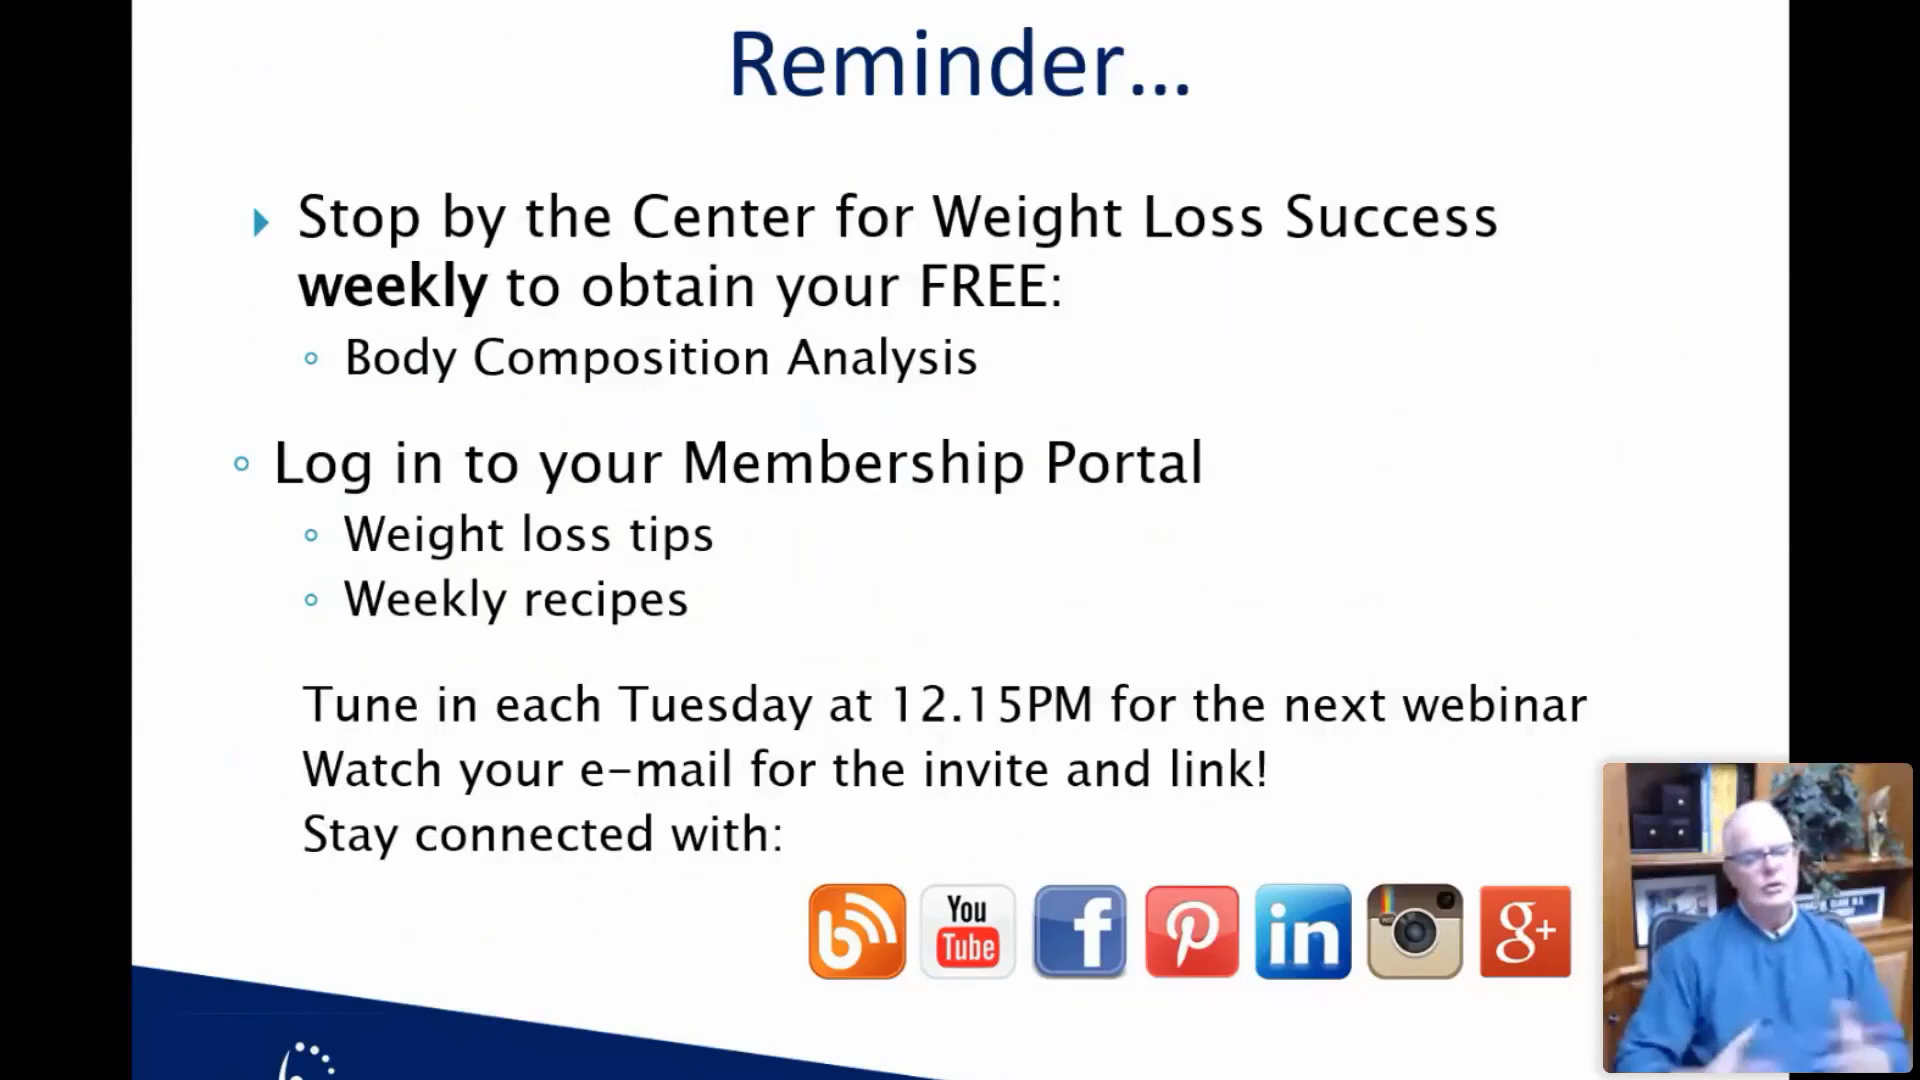 Reminder...
Stop by the Center for Weight Loss Success
weekly to obtain your FREE:
Body Composition Analysis
Log in to your Membership Portal
Weight loss tips
Weekly recipes
Tune in each Tuesday at 12.15PM for the next webinar
Watch your e-mail for the invite and link!
Stay connected with:
b You Tube f P in g+